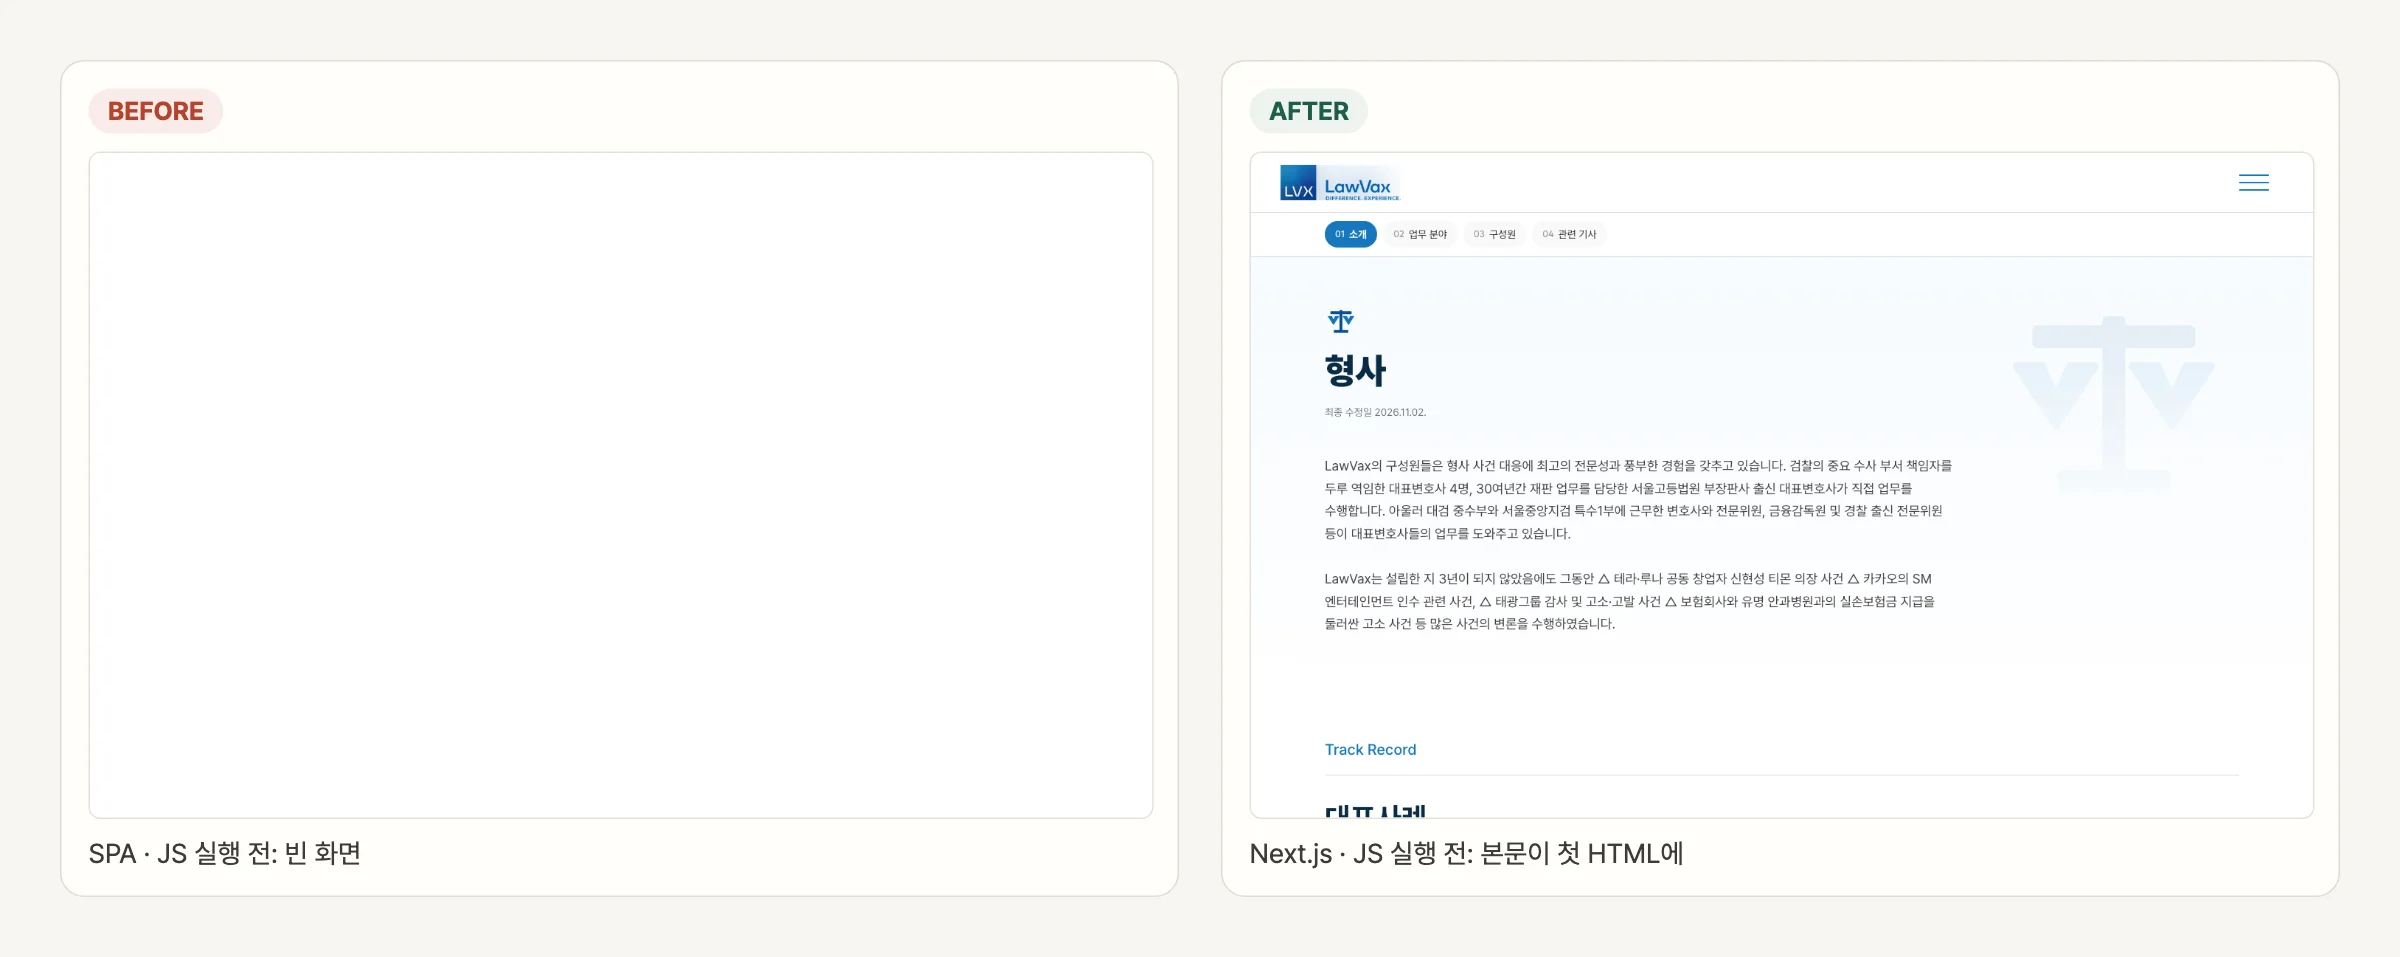 BEFORE
SPA · JS 실행 전: 빈 화면
AFTER
LVX LawVax
DIFFERENCE. EXPERIENCE.
01 소개 02 업무 분야 03 구성원 04 관련 기사
형사
최종 수정일 2026.11.02.
LawVax의 구성원들은 형사 사건 대응에 최고의 전문성과 풍부한 경험을 갖추고 있습니다. 검찰의 중요 수사 부서 책임자를
두루 역임한 대표변호사 4명, 30여년간 재판 업무를 담당한 서울고등법원 부장판사 출신 대표변호사가 직접 업무를
수행합니다. 아울러 대검 중수부와 서울중앙지검 특수1부에 근무한 변호사와 전문위원, 금융감독원 및 경찰 출신 전문위원
등이 대표변호사들의 업무를 도와주고 있습니다.
LawVax는 설립한 지 3년이 되지 않았음에도 그동안 △ 테라·루나 공동 창업자 신현성 티몬 의장 사건 △ 카카오의 SM
엔터테인먼트 인수 관련 사건, △ 태광그룹 감사 및 고소·고발 사건 △ 보험회사와 유명 안과병원과의 실손보험금 지급을
둘러싼 고소 사건 등 많은 사건의 변론을 수행하였습니다.
Track Record
대표사례
Next.js · JS 실행 전: 본문이 첫 HTML에